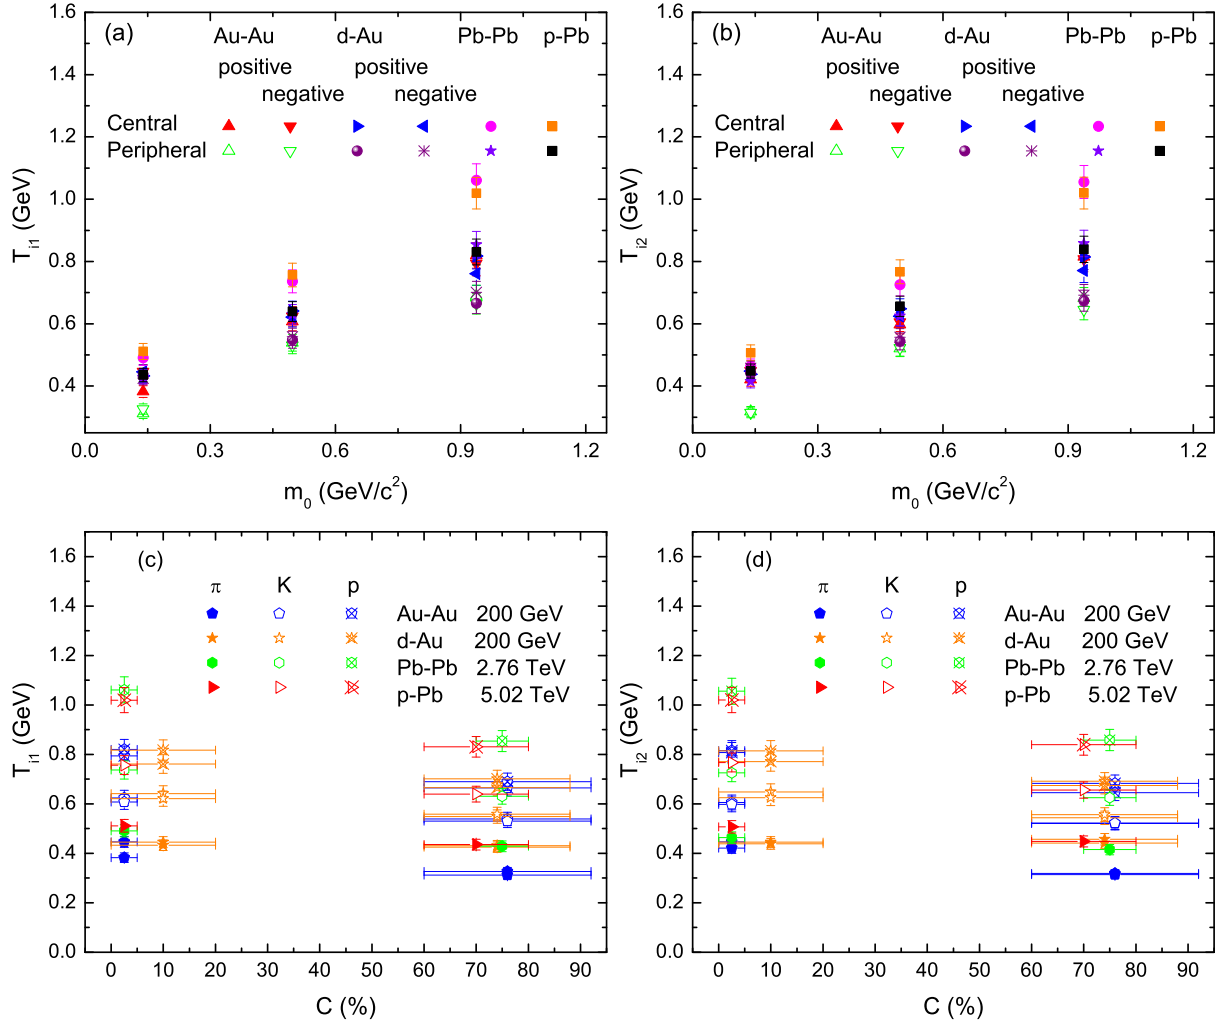 (a) Au-Au d-Au Pb-Pb p-Pb
positive positive
negative negative
Central
Peripheral
1.6
1.4
1.2
1.0
0.8
0.6
0.4
T_i1 (GeV)
0.0 0.3 0.6 0.9 1.2
m_0 (GeV/c^2)
(b) Au-Au d-Au Pb-Pb p-Pb
positive positive
negative negative
Central
Peripheral
1.6
1.4
1.2
1.0
0.8
0.6
0.4
T_i2 (GeV)
0.0 0.3 0.6 0.9 1.2
m_0 (GeV/c^2)
(c)
π K p
Au-Au 200 GeV
d-Au 200 GeV
Pb-Pb 2.76 TeV
p-Pb 5.02 TeV
1.6
1.4
1.2
1.0
0.8
0.6
0.4
0.2
0.0
T_i1 (GeV)
0 10 20 30 40 50 60 70 80 90
C (%)
(d)
π K p
Au-Au 200 GeV
d-Au 200 GeV
Pb-Pb 2.76 TeV
p-Pb 5.02 TeV
1.6
1.4
1.2
1.0
0.8
0.6
0.4
0.2
0.0
T_i2 (GeV)
0 10 20 30 40 50 60 70 80 90
C (%)